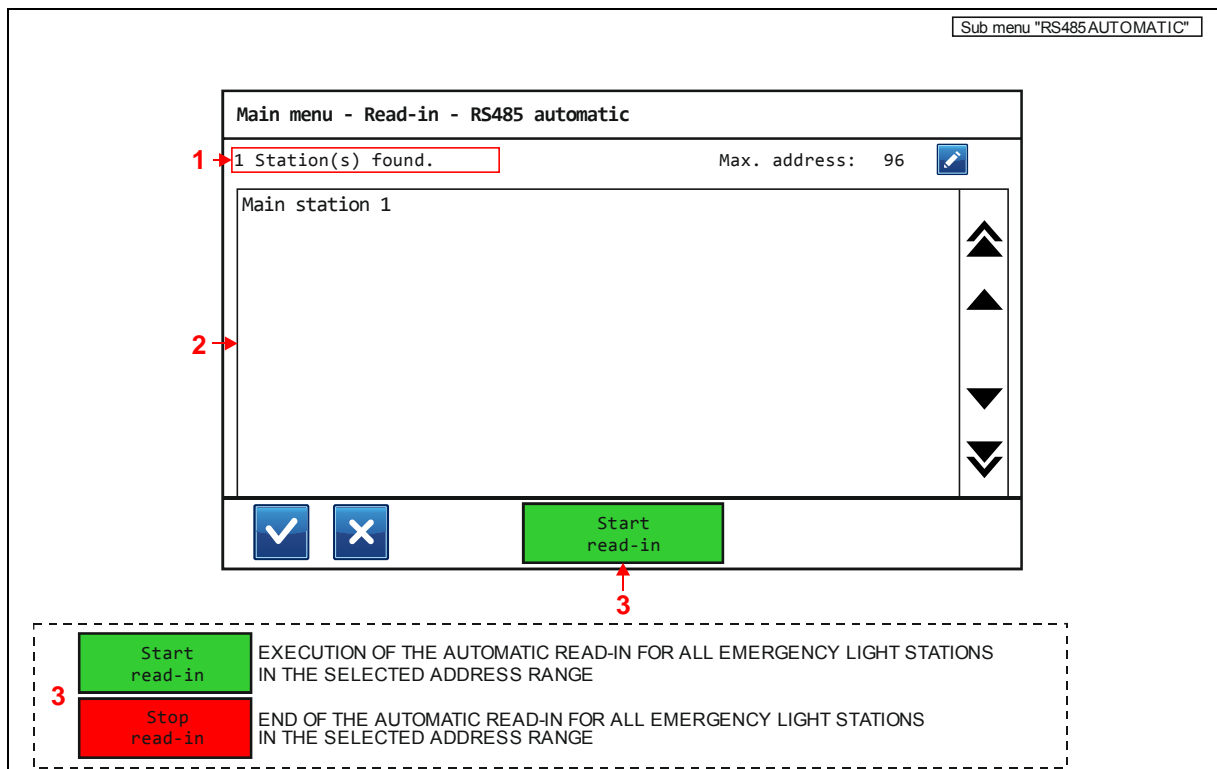 Sub menu "RS485 AUTOMATIC"
Main menu - Read-in - RS485 automatic
1
1 Station(s) found.
Max. address: 96
Main station 1
2
Start
read-in
3
3
Start
read-in
EXECUTION OF THE AUTOMATIC READ-IN FOR ALL EMERGENCY LIGHT STATIONS
IN THE SELECTED ADDRESS RANGE
Stop
read-in
END OF THE AUTOMATIC READ-IN FOR ALL EMERGENCY LIGHT STATIONS
IN THE SELECTED ADDRESS RANGE